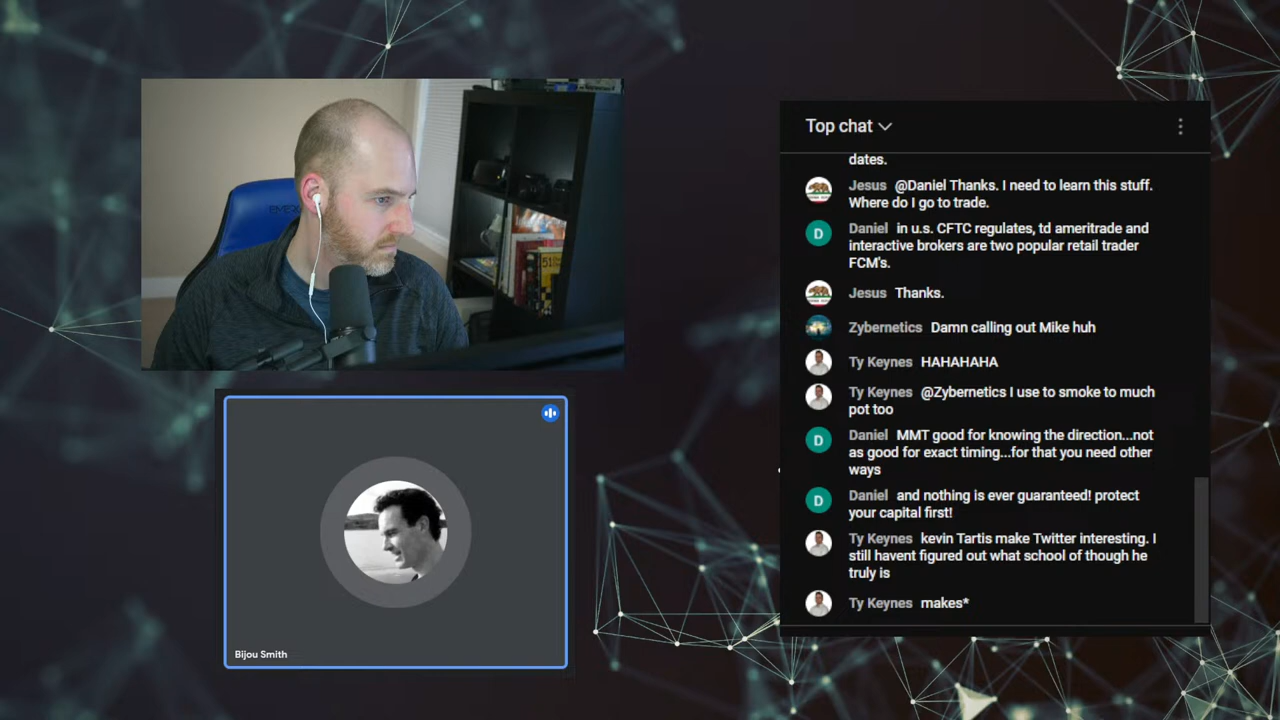 Top chat
dates.
Jesus @Daniel Thanks. I need to learn this stuff.
Where do I go to trade.
D
Daniel in u.s. CFTC regulates, td ameritrade and
interactive brokers are two popular retail trader
FCM's.
Jesus Thanks.
Zybernetics Damn calling out Mike huh
Ty Keynes HAHAHAHA
Ty Keynes @Zybernetics I use to smoke to much
pot too
D
Daniel MMT good for knowing the direction...not
as good for exact timing...for that you need other
ways
D
Daniel and nothing is ever guaranteed! protect
your capital first!
Ty Keynes kevin Tartis make Twitter interesting. I
still havent figured out what school of though he
truly is
Ty Keynes makes*
Bijou Smith
51